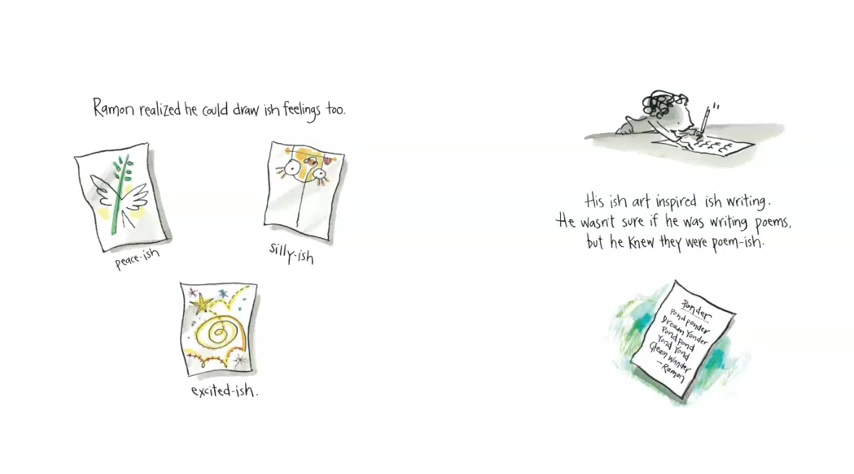 Ramon realized he could draw ish feelings too.
peace-ish
silly-ish
excited-ish.
His ish art inspired ish writing.
He wasn't sure if he was writing poems,
but he knew they were poem-ish.
Ponder
Pond ponder
Dream Yonder
Pond pond
Yond Yond
Gleam Wonder
—Ramon